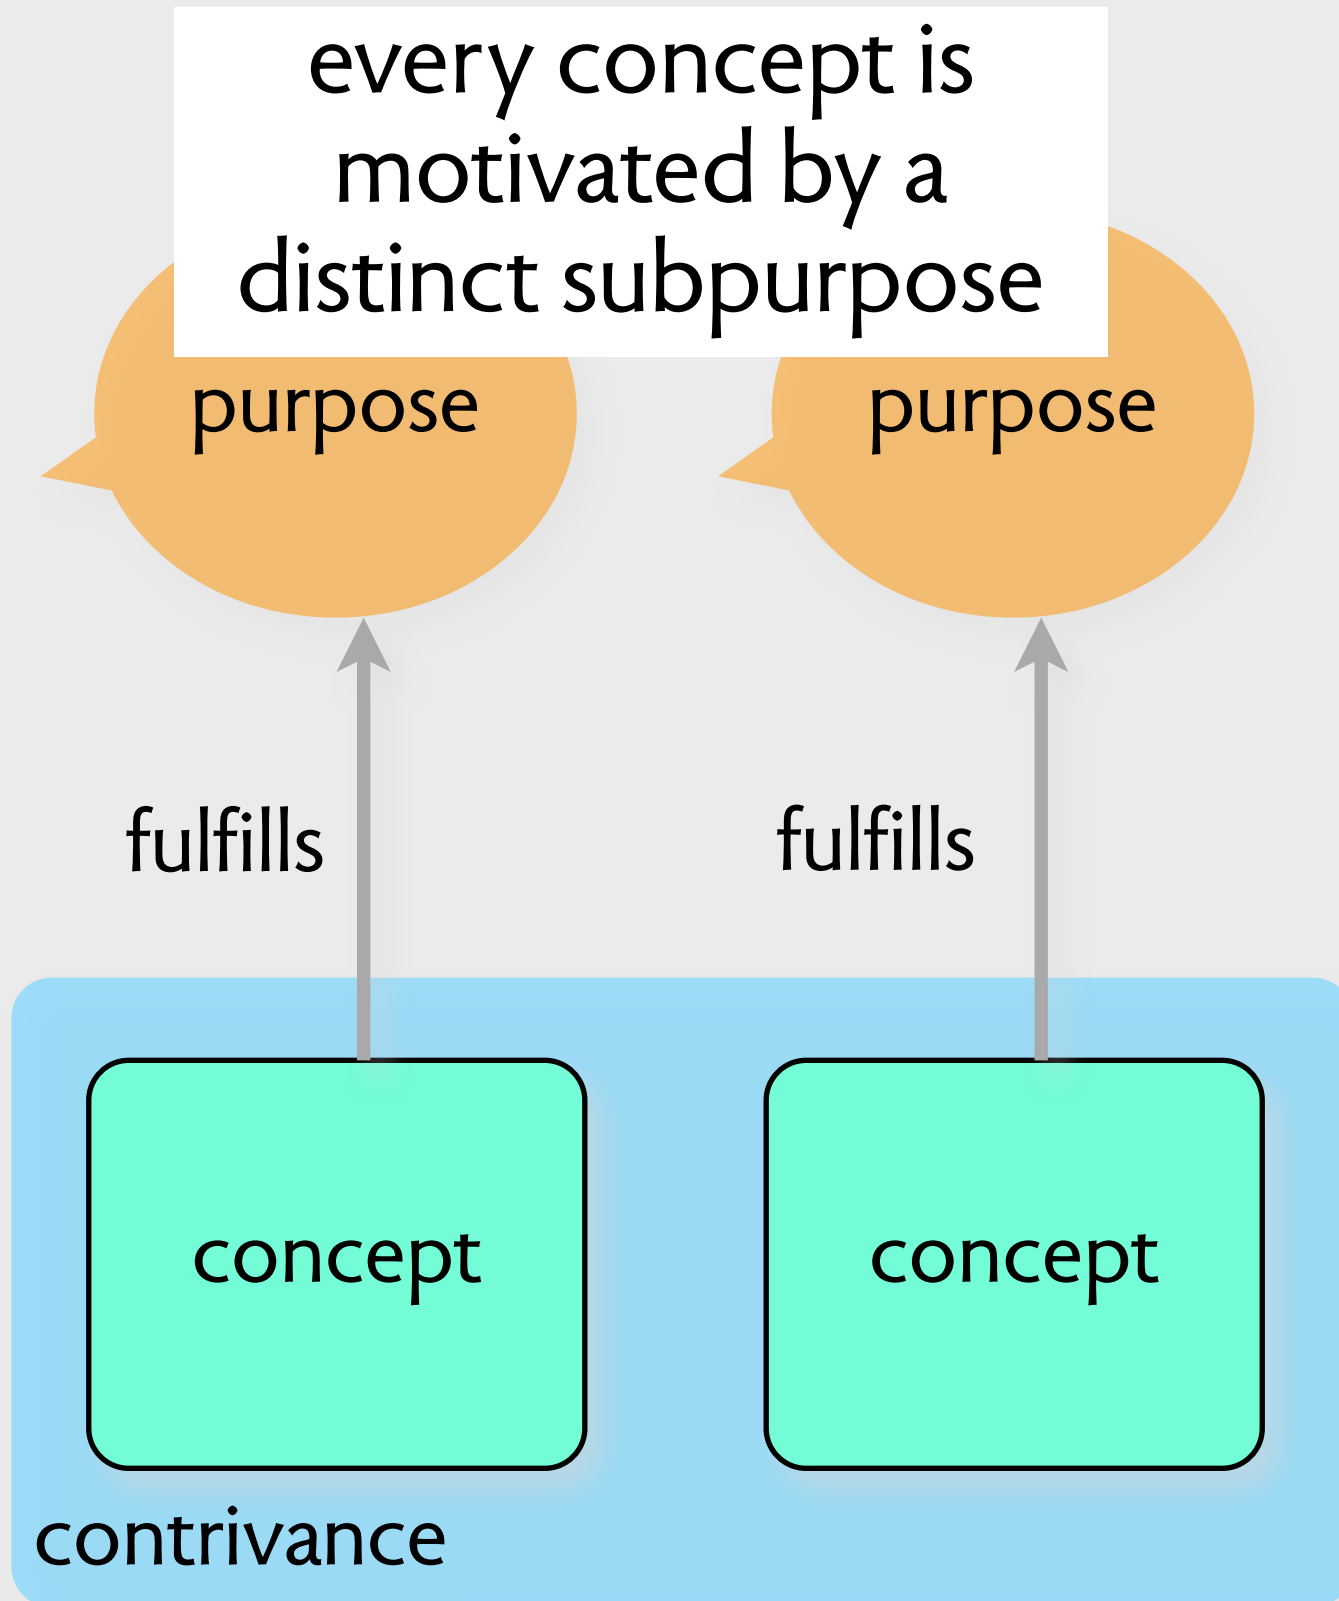 every concept is
motivated by a
distinct subpurpose
purpose
purpose
fulfills
fulfills
concept
concept
contrivance